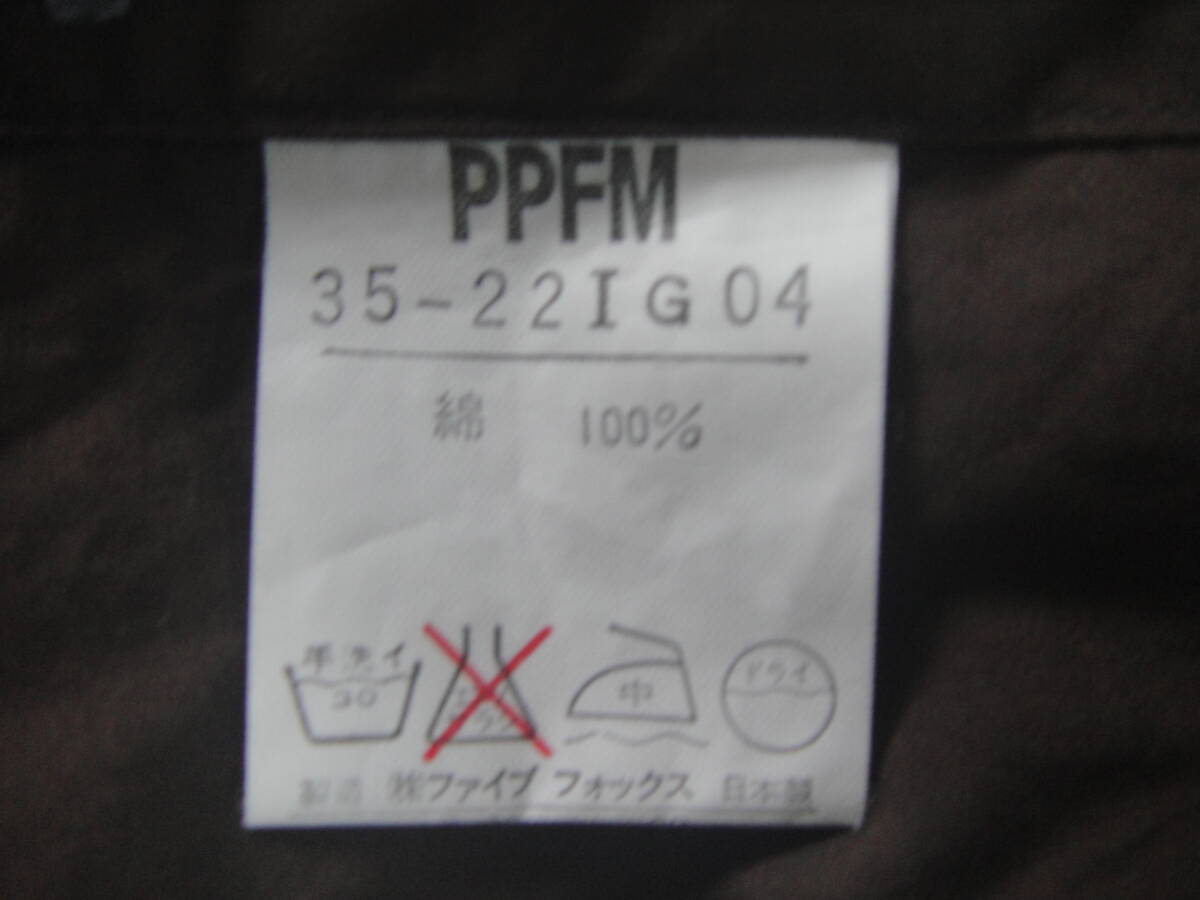 PPFM
35-22IG04
綿 100%
手洗イ 30 中 ドライ
製造 ㈱ファイブ フォックス 日本製